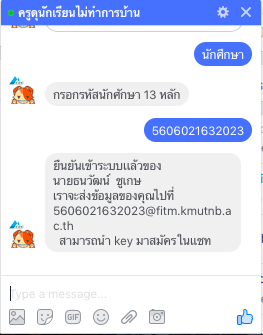 ครูดุนักเรียนไม่ทำการบ้าน
นักศึกษา
กรอกรหัสนักศึกษา 13 หลัก
5606021632023
ยืนยันเข้าระบบแล้วของ
นายธนวัฒน์ ชูเกษ
เราจะส่งข้อมูลของคุณไปที่
5606021632023@fitm.kmutnb.a
c.th
สามารถนำ key มาสมัครในแชท
Type a message...
GIF